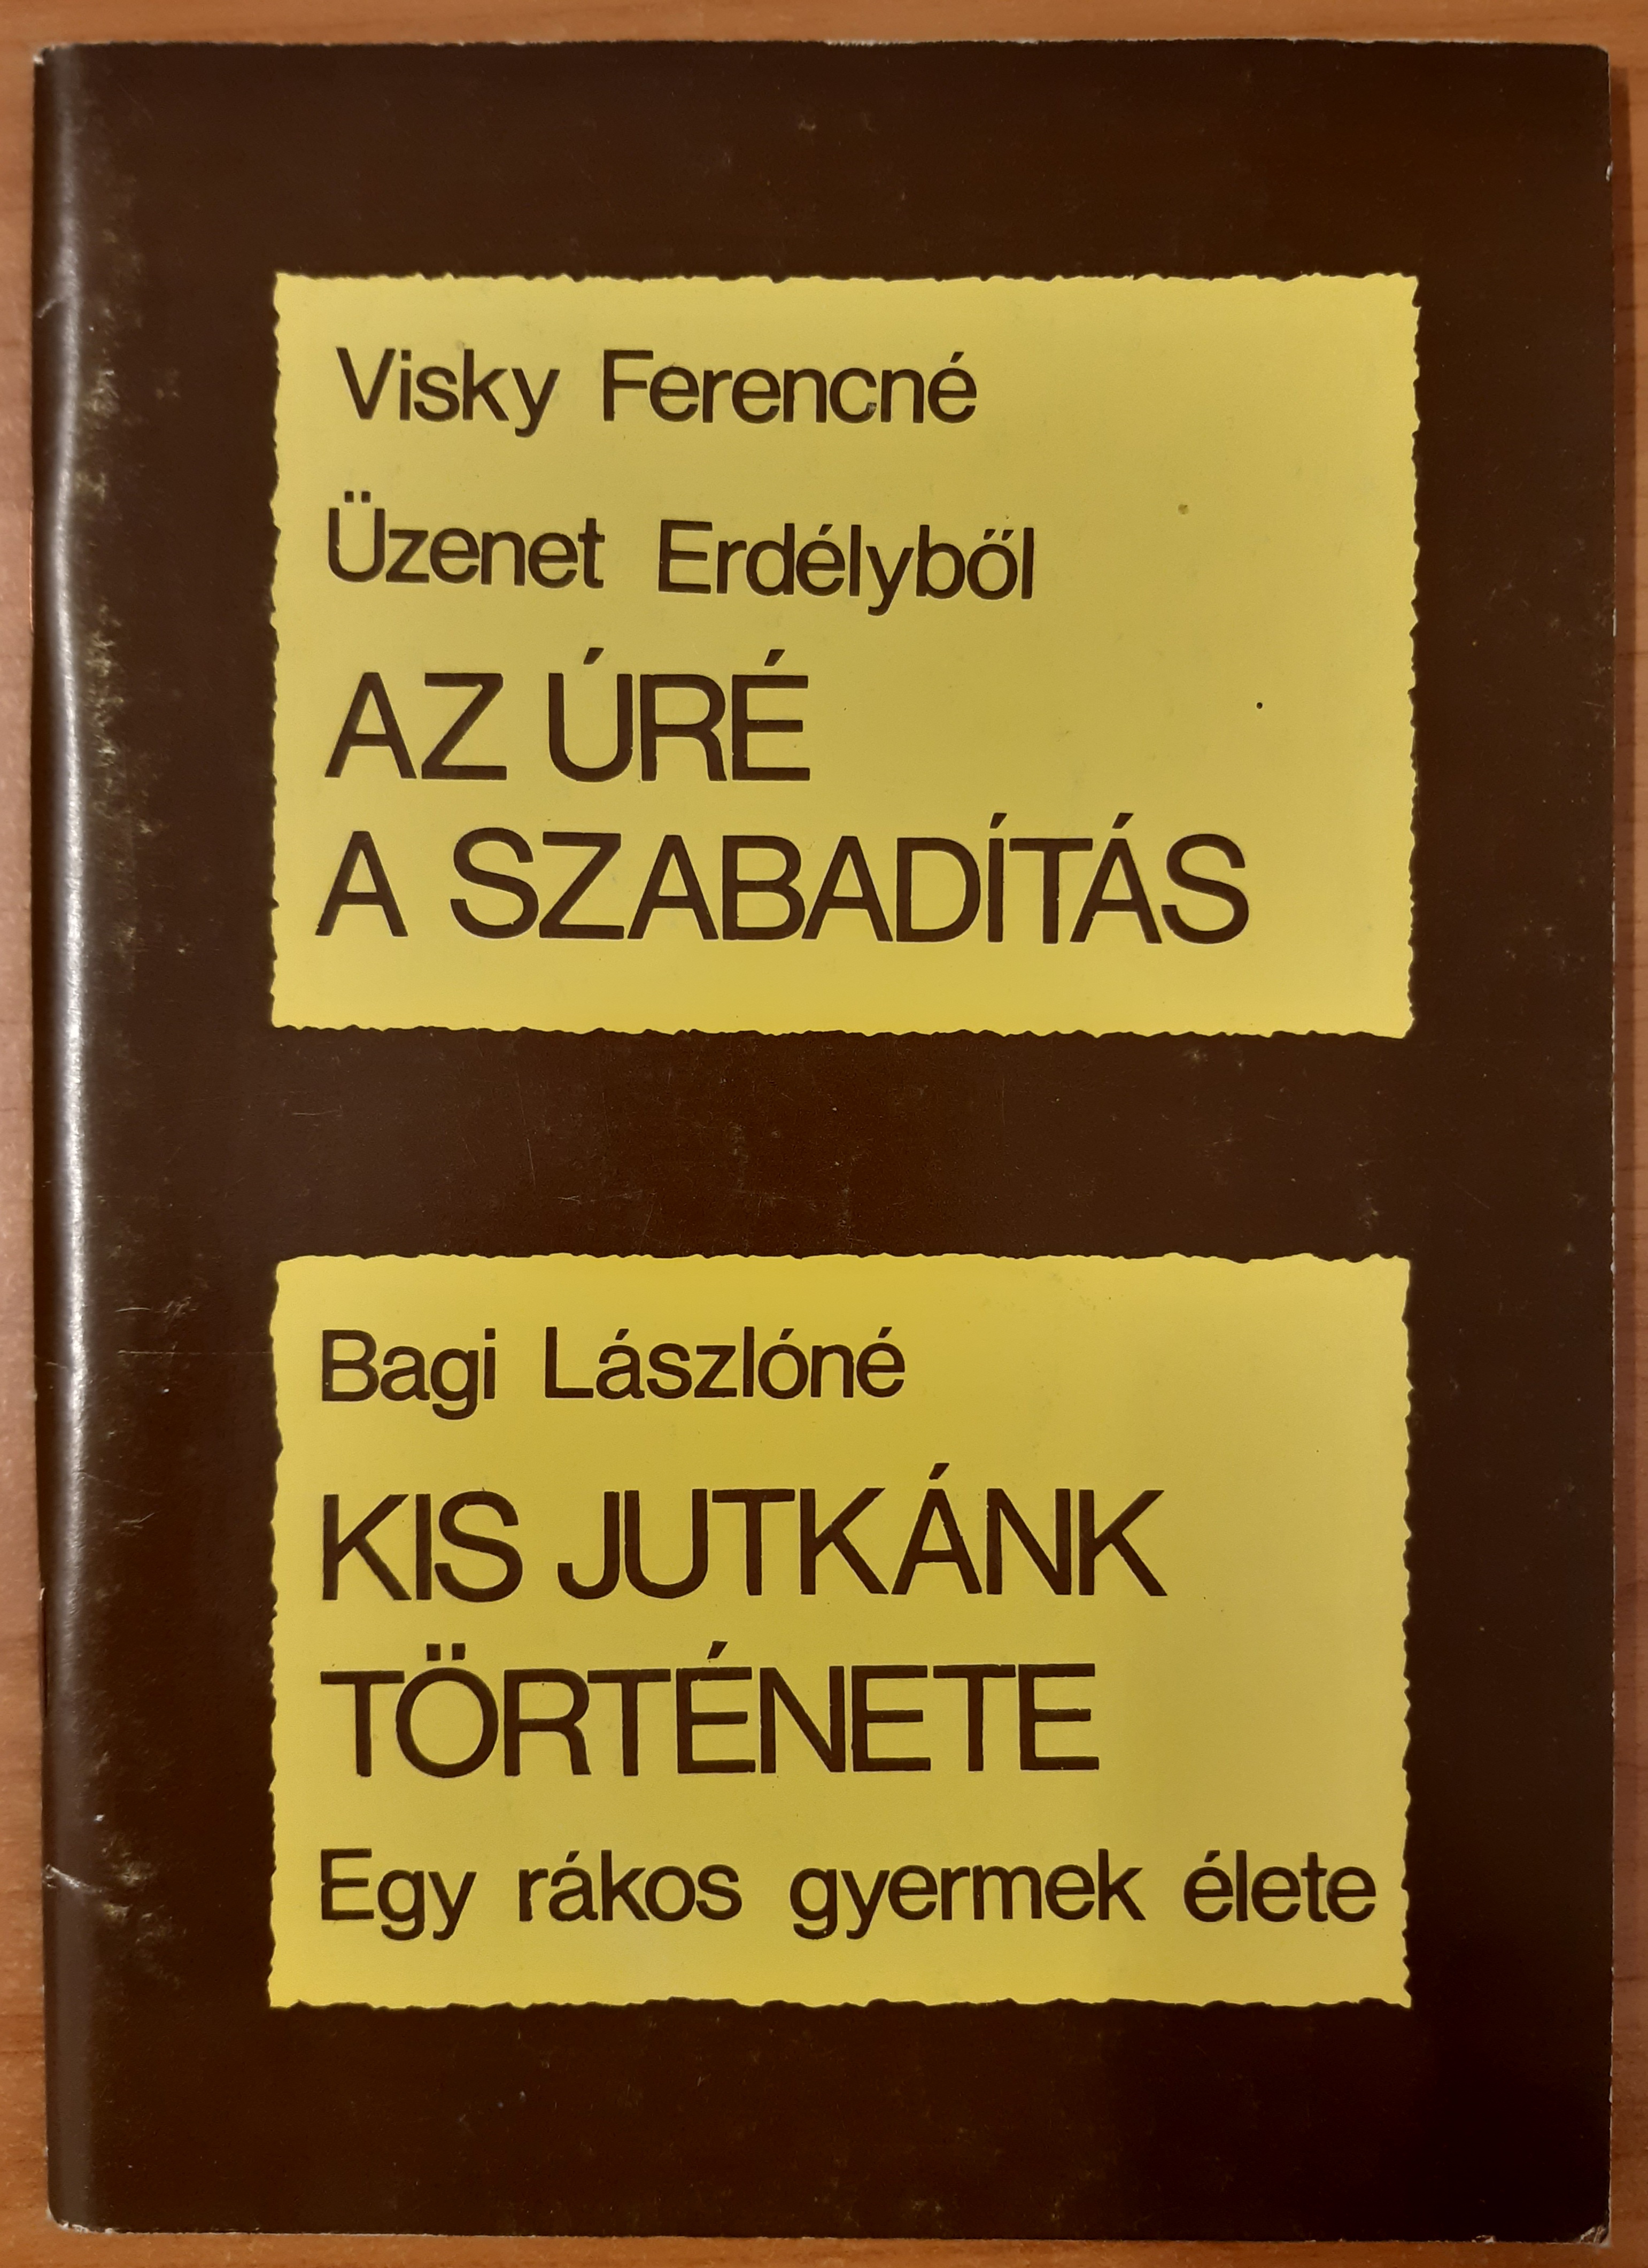 Visky Ferencné
Üzenet Erdélyből
AZ ÚRÉ
A SZABADÍTÁS
Bagi Lászlóné
KIS JUTKÁNK
TÖRTÉNETE
Egy rákos gyermek élete